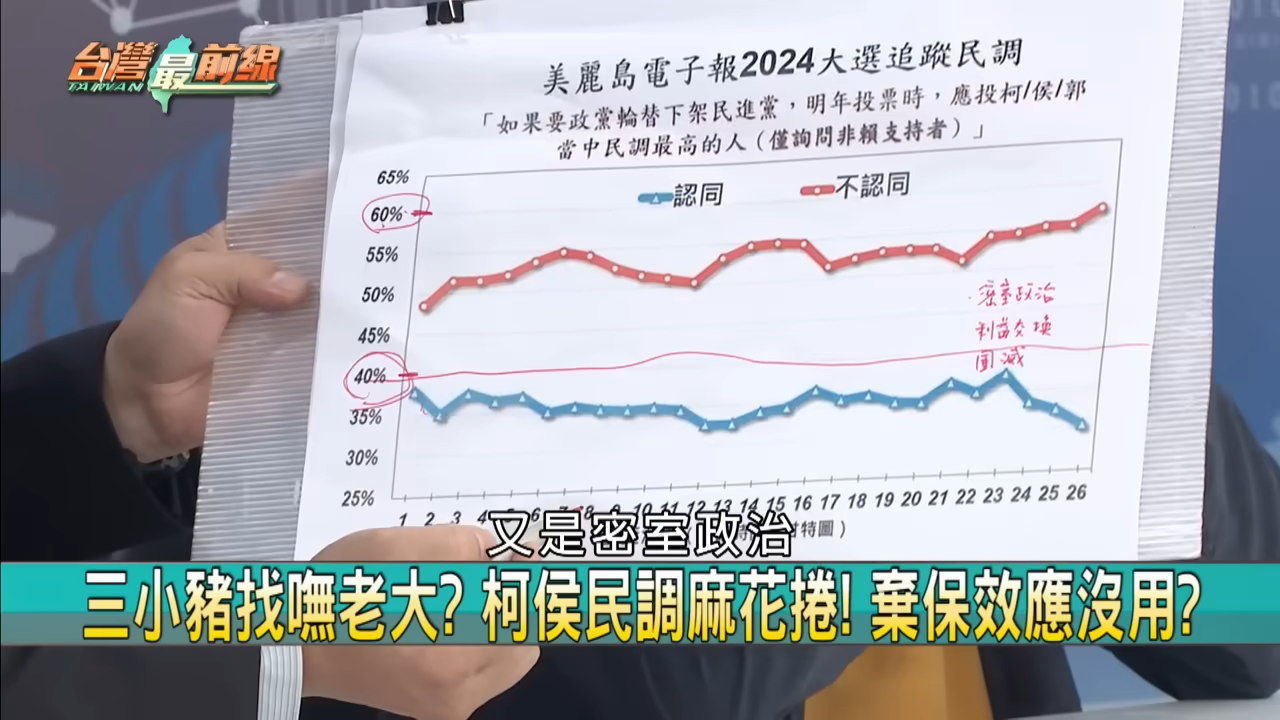 台灣最前線
TAIWAN
美麗島電子報2024大選追蹤民調
「如果要政黨輪替下架民進黨，明年投票時，應投柯/侯/郭
當中民調最高的人（僅詢問非賴支持者）」
認同
不認同
65%
60%
55%
50%
45%
40%
35%
30%
25%
密室政治
利益交換
團滅
1 2 3 4 6 7 8 9 10 11 12 13 14 15 16 17 18 19 20 21 22 23 24 25 26
特圖）
又是密室政治
三小豬找嘸老大？柯侯民調麻花捲！棄保效應沒用？